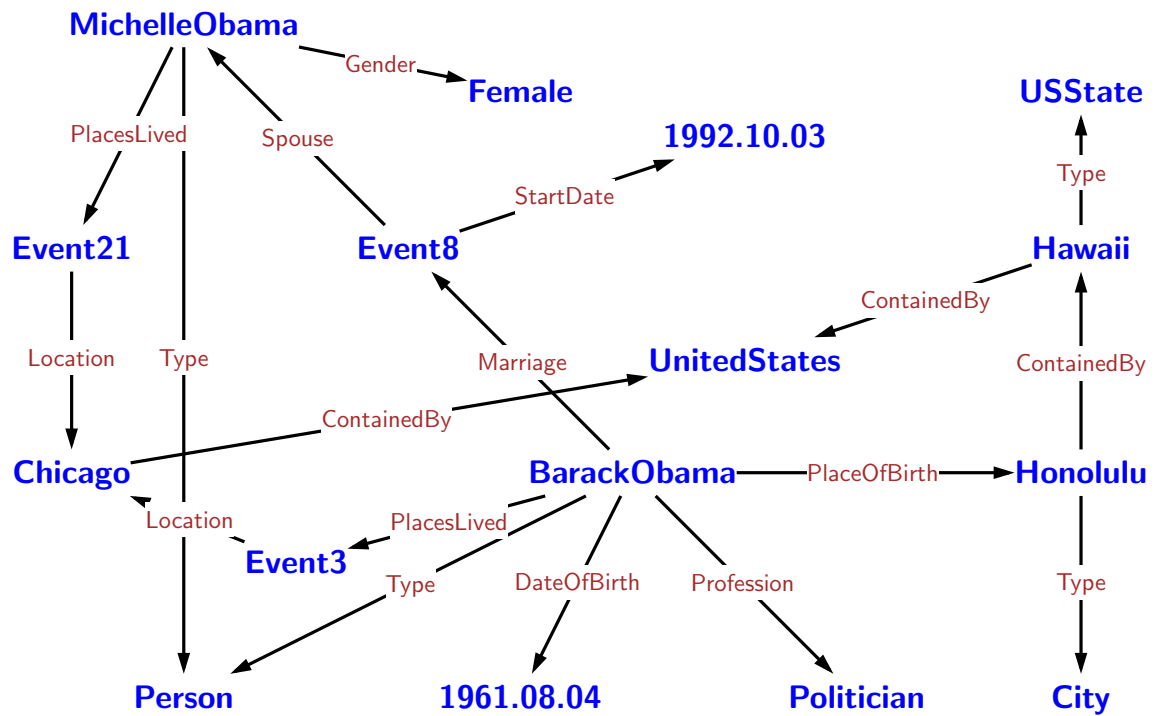 MichelleObama
Gender
Female
USState
PlacesLived
Spouse
1992.10.03
Type
StartDate
Event21
Event8
Hawaii
ContainedBy
Location
Type
Marriage
UnitedStates
ContainedBy
ContainedBy
Chicago
BarackObama
PlaceOfBirth
Honolulu
Location
PlacesLived
Event3
Type
DateOfBirth
Profession
Type
Person
1961.08.04
Politician
City